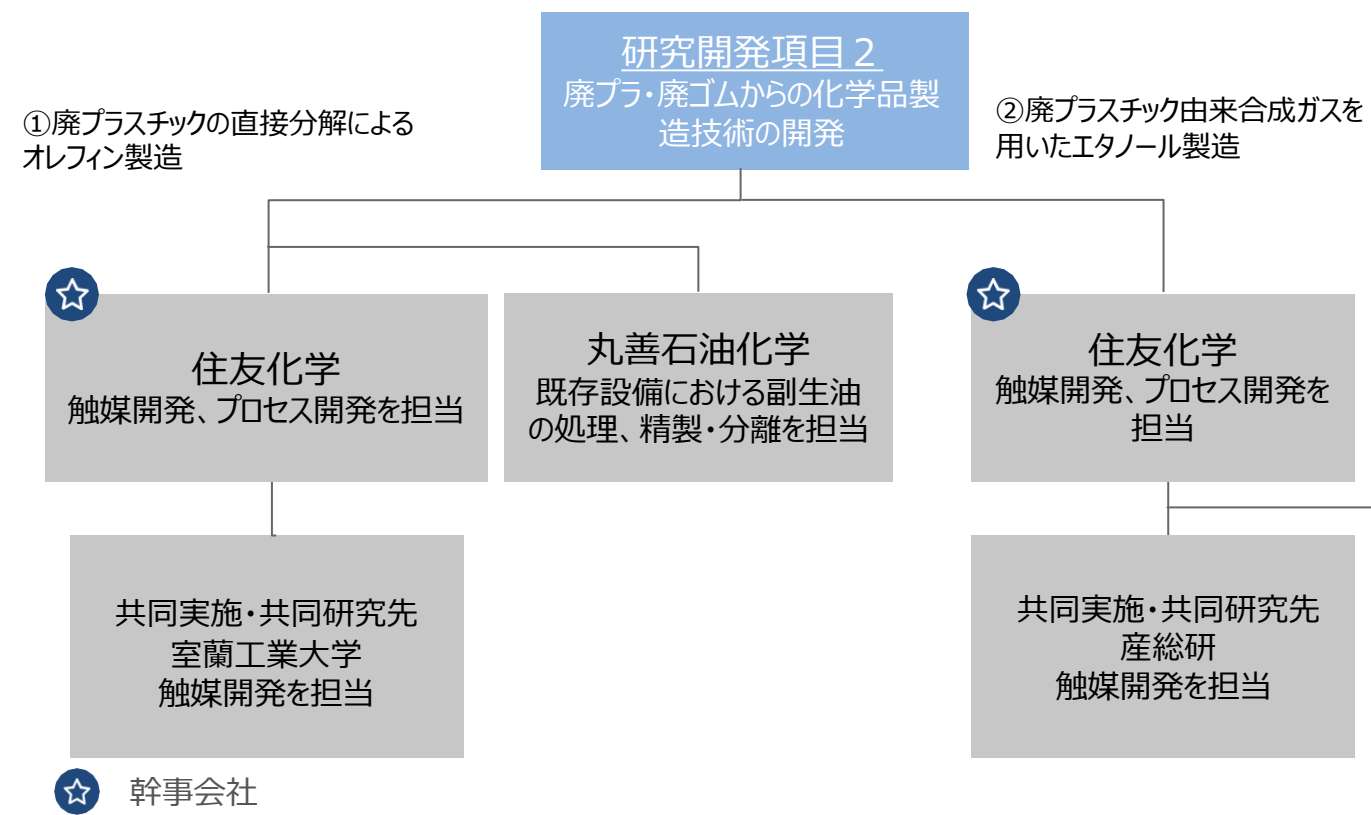 研究開発項目２
廃プラ・廃ゴムからの化学品製
造技術の開発
①廃プラスチックの直接分解による
オレフィン製造
②廃プラスチック由来合成ガスを
用いたエタノール製造
住友化学
触媒開発、プロセス開発を担当
丸善石油化学
既存設備における副生油
の処理、精製・分離を担当
住友化学
触媒開発、プロセス開発を
担当
共同実施・共同研究先
室蘭工業大学
触媒開発を担当
共同実施・共同研究先
産総研
触媒開発を担当
幹事会社